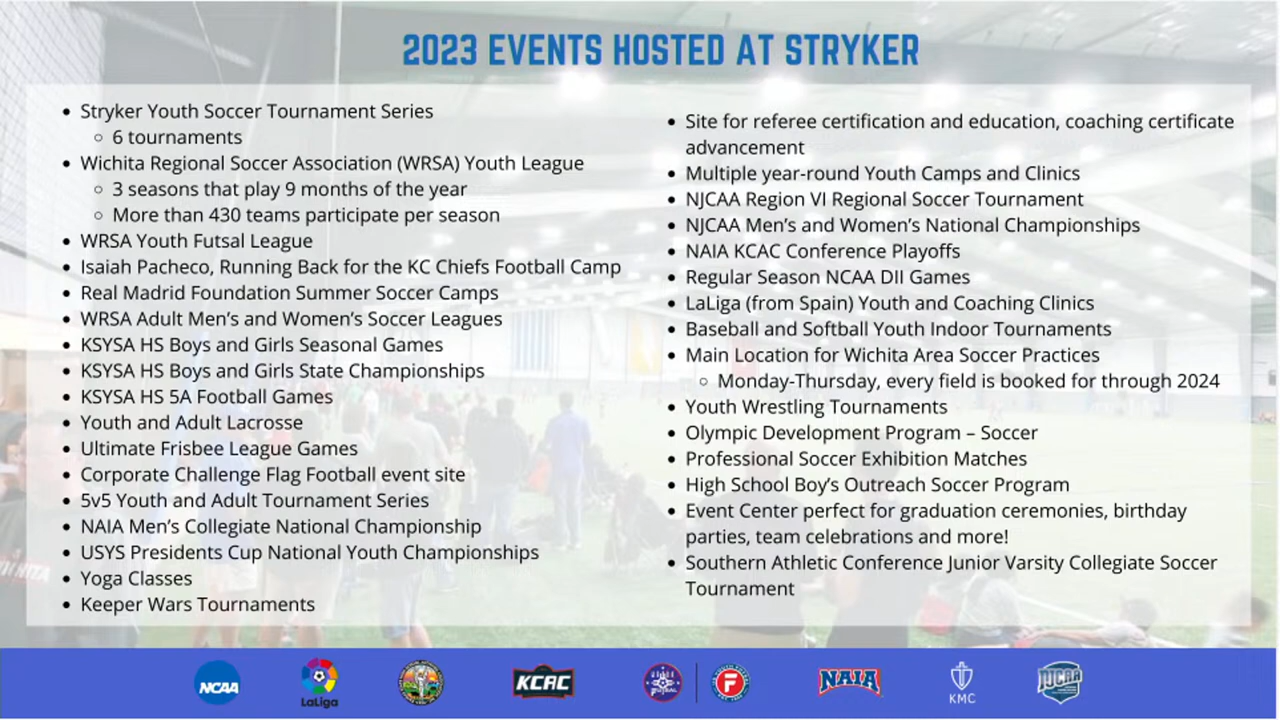 2023 EVENTS HOSTED AT STRYKER
• Stryker Youth Soccer Tournament Series
○ 6 tournaments
• Wichita Regional Soccer Association (WRSA) Youth League
○ 3 seasons that play 9 months of the year
○ More than 430 teams participate per season
• WRSA Youth Futsal League
• Isaiah Pacheco, Running Back for the KC Chiefs Football Camp
• Real Madrid Foundation Summer Soccer Camps
• WRSA Adult Men's and Women's Soccer Leagues
• KSYSA HS Boys and Girls Seasonal Games
• KSYSA HS Boys and Girls State Championships
• KSYSA HS 5A Football Games
• Youth and Adult Lacrosse
• Ultimate Frisbee League Games
• Corporate Challenge Flag Football event site
• 5v5 Youth and Adult Tournament Series
• NAIA Men's Collegiate National Championship
• USYS Presidents Cup National Youth Championships
• Yoga Classes
• Keeper Wars Tournaments
• Site for referee certification and education, coaching certificate
advancement
• Multiple year-round Youth Camps and Clinics
• NJCAA Region VI Regional Soccer Tournament
• NJCAA Men's and Women's National Championships
• NAIA KCAC Conference Playoffs
• Regular Season NCAA DII Games
• LaLiga (from Spain) Youth and Coaching Clinics
• Baseball and Softball Youth Indoor Tournaments
• Main Location for Wichita Area Soccer Practices
○ Monday-Thursday, every field is booked for through 2024
• Youth Wrestling Tournaments
• Olympic Development Program – Soccer
• Professional Soccer Exhibition Matches
• High School Boy's Outreach Soccer Program
• Event Center perfect for graduation ceremonies, birthday
parties, team celebrations and more!
• Southern Athletic Conference Junior Varsity Collegiate Soccer
Tournament
NCAA
LaLiga
KCAC
FUTSAL
NAIA
KMC
NJCAA